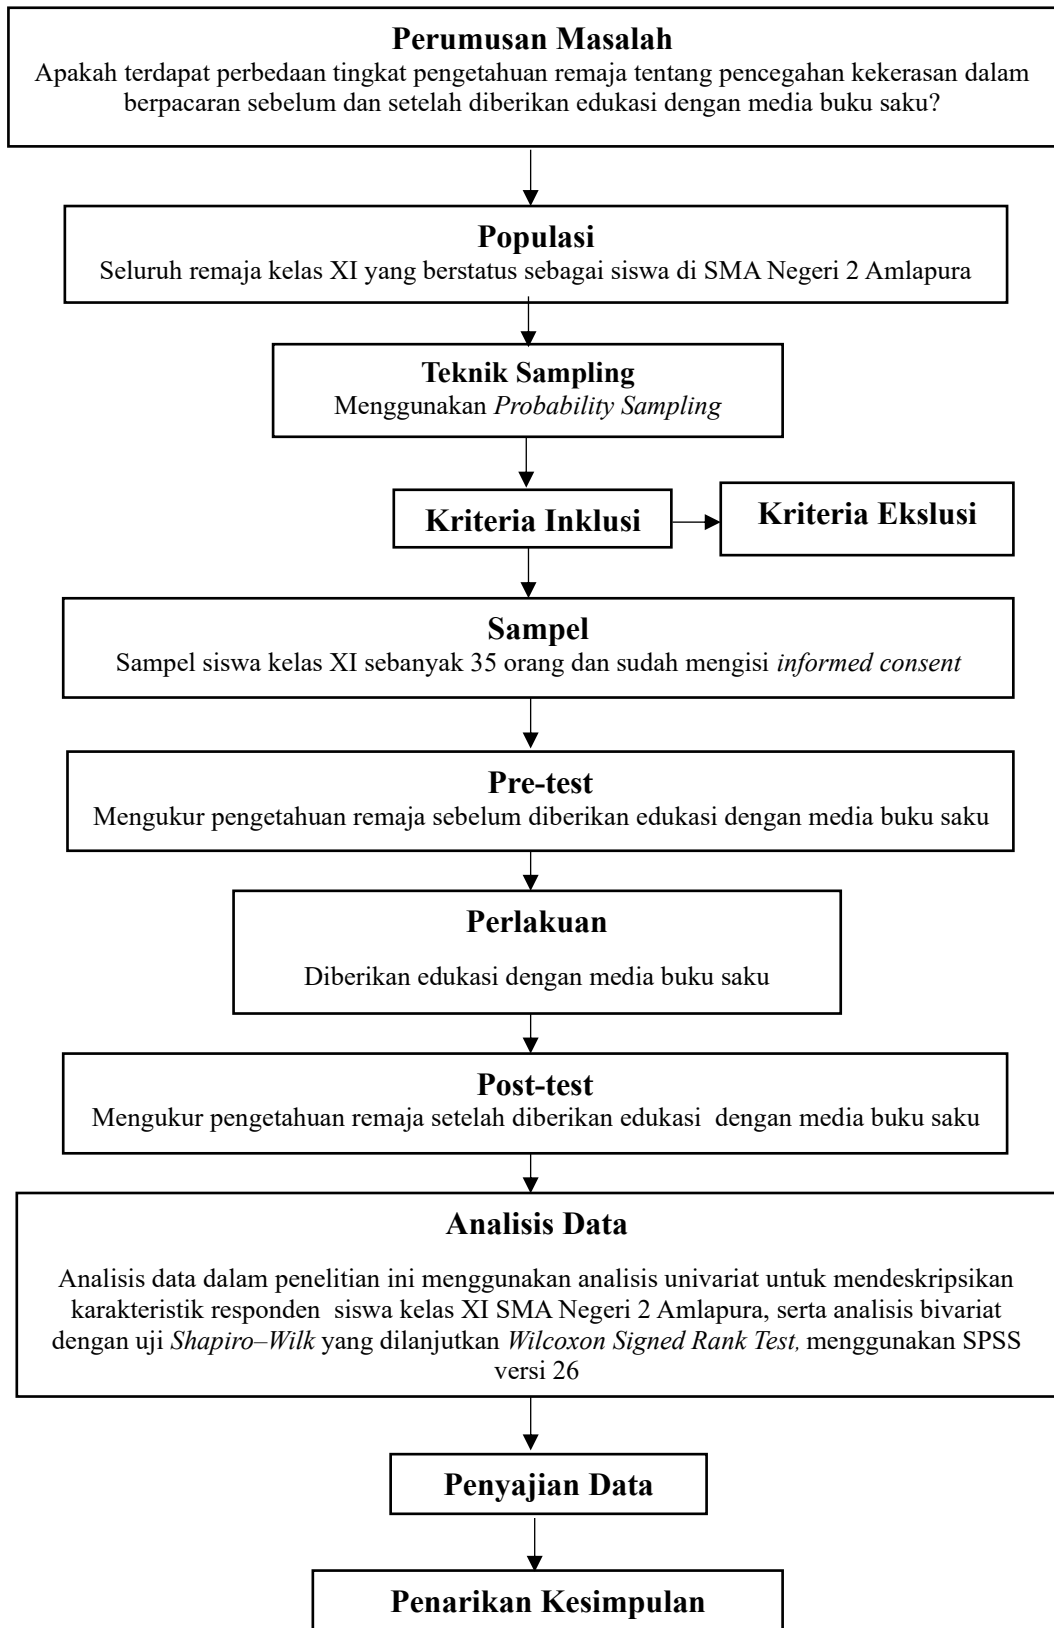 Perumusan Masalah
Apakah terdapat perbedaan tingkat pengetahuan remaja tentang pencegahan kekerasan dalam
berpacaran sebelum dan setelah diberikan edukasi dengan media buku saku?
Populasi
Seluruh remaja kelas XI yang berstatus sebagai siswa di SMA Negeri 2 Amlapura
Teknik Sampling
Menggunakan Probability Sampling
Kriteria Inklusi
Kriteria Ekslusi
Sampel
Sampel siswa kelas XI sebanyak 35 orang dan sudah mengisi informed consent
Pre-test
Mengukur pengetahuan remaja sebelum diberikan edukasi dengan media buku saku
Perlakuan
Diberikan edukasi dengan media buku saku
Post-test
Mengukur pengetahuan remaja setelah diberikan edukasi  dengan media buku saku
Analisis Data
Analisis data dalam penelitian ini menggunakan analisis univariat untuk mendeskripsikan
karakteristik responden  siswa kelas XI SMA Negeri 2 Amlapura, serta analisis bivariat
dengan uji Shapiro–Wilk yang dilanjutkan Wilcoxon Signed Rank Test, menggunakan SPSS
versi 26
Penyajian Data
Penarikan Kesimpulan